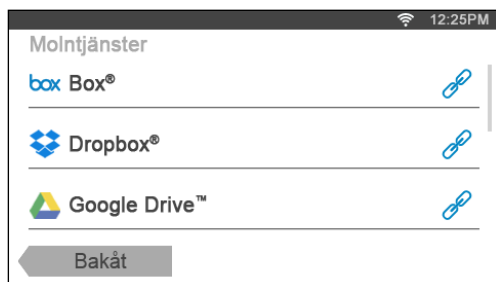 12:25PM
Molntjänster
box Box®
Dropbox®
Google Drive™
Bakåt